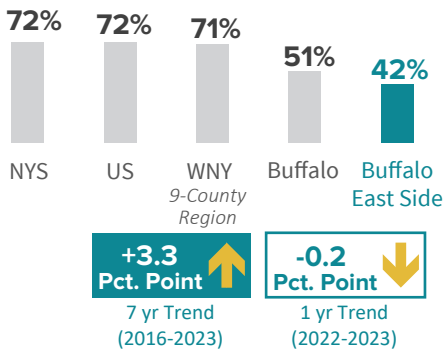 72%
72%
71%
51%
42%
NYS
US
WNY
9-County
Region
Buffalo
Buffalo
East Side
+3.3
Pct. Point
7 yr Trend
(2016-2023)
-0.2
Pct. Point
1 yr Trend
(2022-2023)